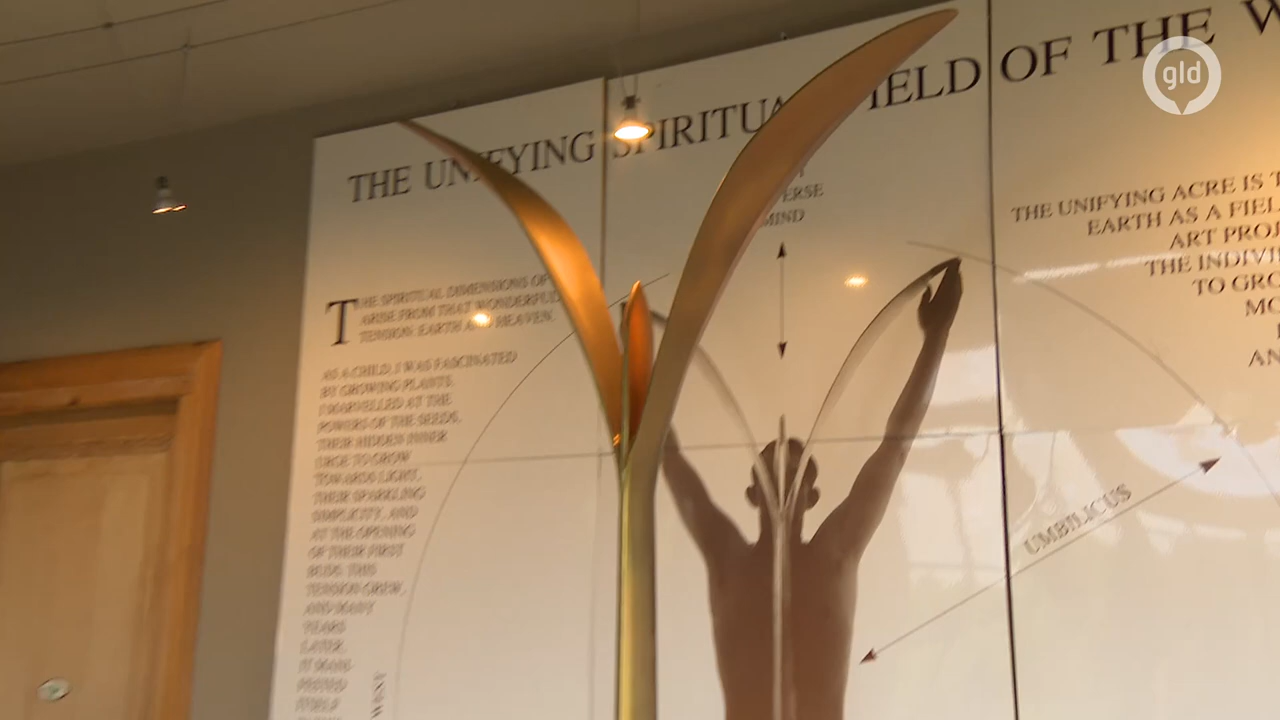 gld
THE UNIFYING SPIRITUAL FIELD OF THE W
ERSE
MIND
THE UNIFYING ACRE IS T
EARTH AS A FIEL
ART PROJ
THE INDIVI
TO GRO
MO
AN
THE SPIRITUAL DIMENSIONS OF
ARISE FROM THAT WONDERFUL
TENSION: EARTH AND HEAVEN.
AS A CHILD, I WAS FASCINATED
BY GROWING PLANTS.
I MARVELLED AT THE
POWERS OF THE SEEDS,
THEIR HIDDEN INNER
URGE TO GROW
TOWARDS LIGHT,
THEIR SPARKLING
SIMPLICITY, AND
AT THE OPENING
OF THEIR FIRST
BUDS. THIS
TENSION GREW,
AND MANY
YEARS
LATER,
IT MANI-
FESTED
ITSELF
UMBILICUS
WEST